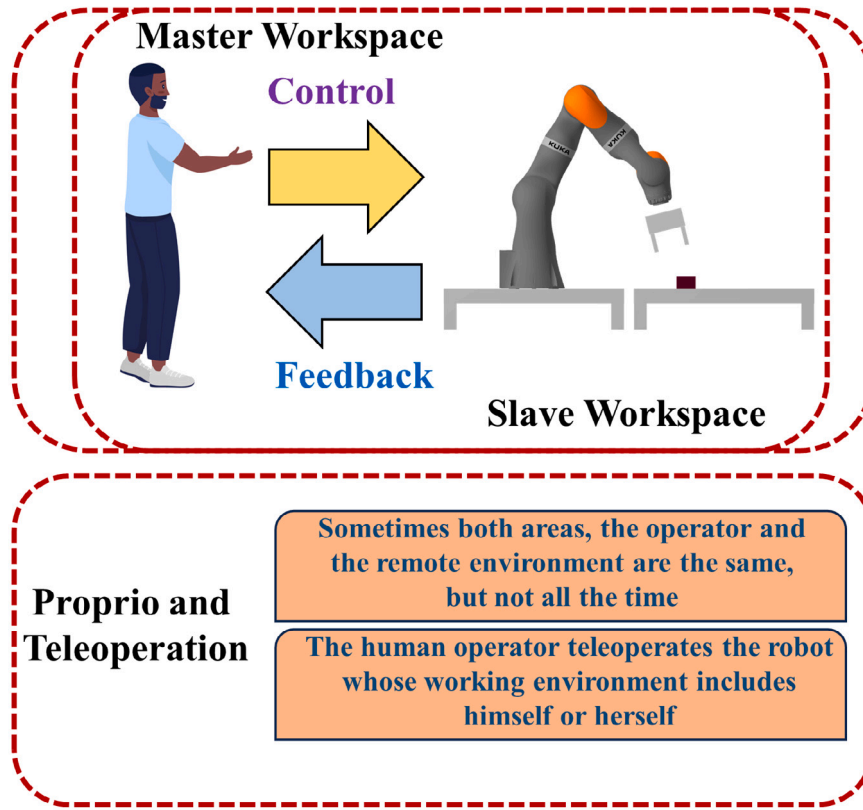 Master Workspace
Control
KUKA
KUKA
Feedback
Slave Workspace
Proprio and
Teleoperation
Sometimes both areas, the operator and
the remote environment are the same,
but not all the time
The human operator teleoperates the robot
whose working environment includes
himself or herself